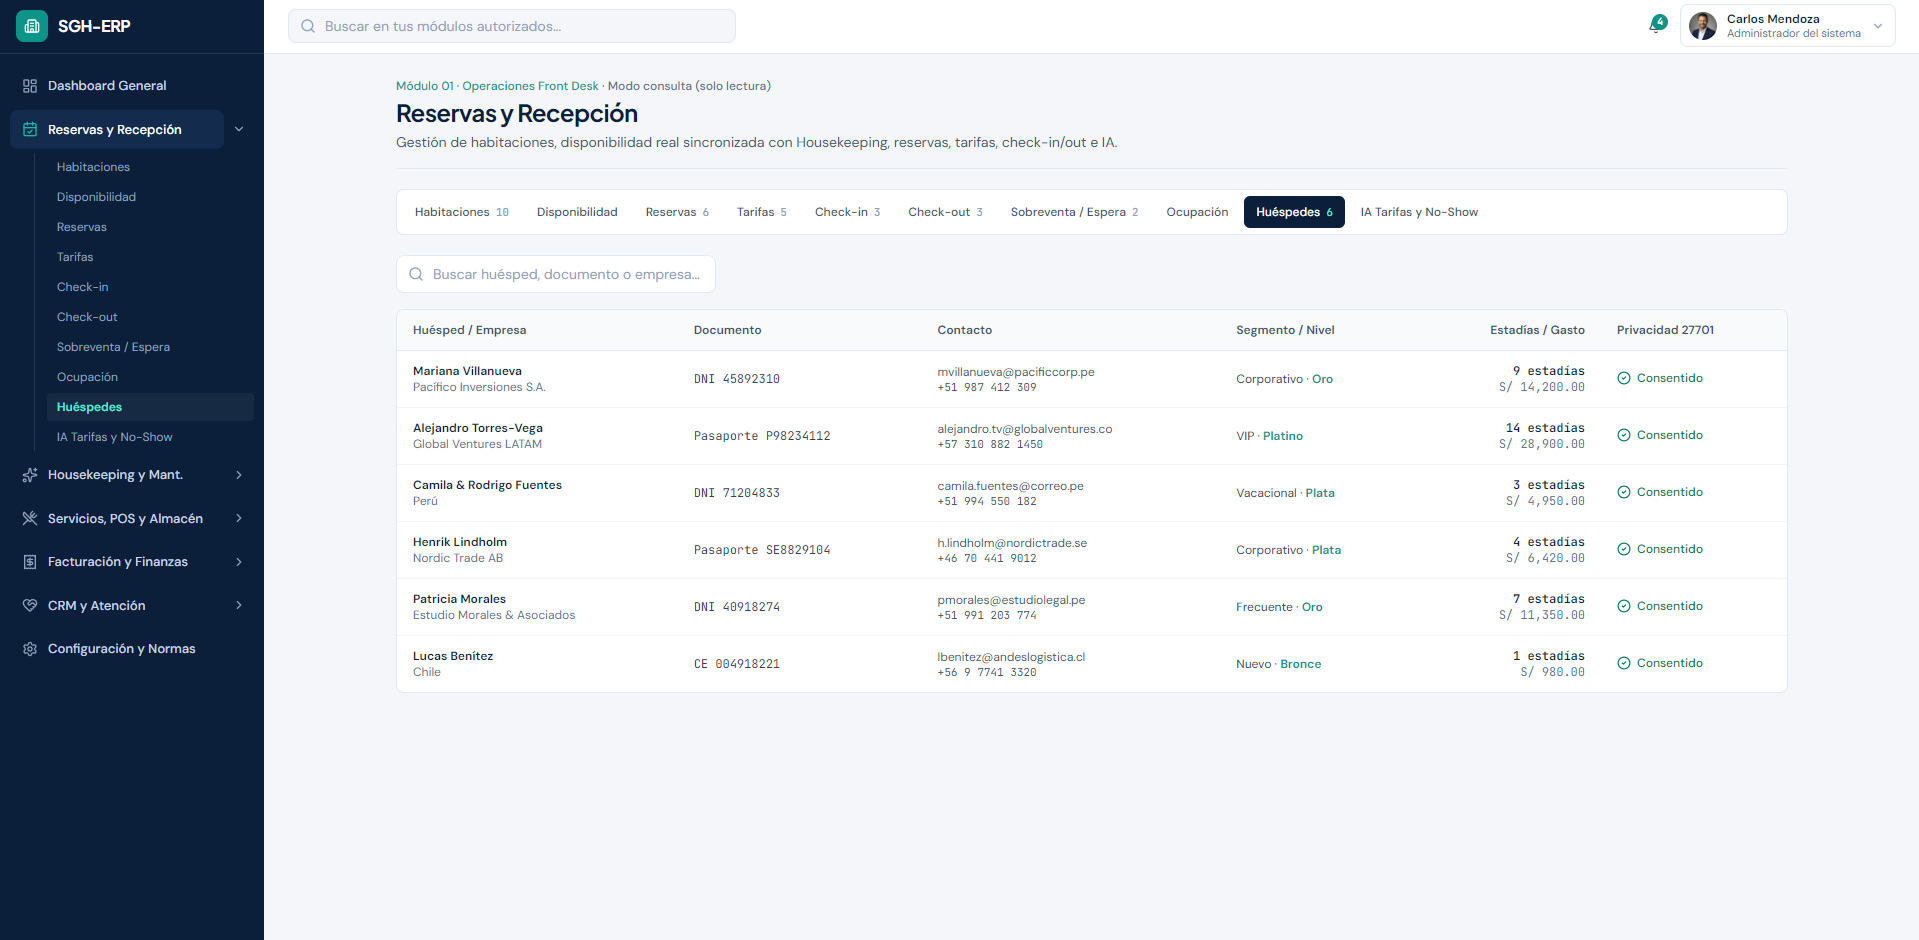 SGH-ERP
Buscar en tus módulos autorizados...
4
Carlos Mendoza
Administrador del sistema
Dashboard General
Reservas y Recepción
Habitaciones
Disponibilidad
Reservas
Tarifas
Check-in
Check-out
Sobreventa / Espera
Ocupación
Huéspedes
IA Tarifas y No-Show
Housekeeping y Mant.
Servicios, POS y Almacén
Facturación y Finanzas
CRM y Atención
Configuración y Normas
Módulo 01 · Operaciones Front Desk · Modo consulta (solo lectura)
Reservas y Recepción
Gestión de habitaciones, disponibilidad real sincronizada con Housekeeping, reservas, tarifas, check-in/out e IA.
Habitaciones 10 Disponibilidad Reservas 6 Tarifas 5 Check-in 3 Check-out 3 Sobreventa / Espera 2 Ocupación Huéspedes 6 IA Tarifas y No-Show
Buscar huésped, documento o empresa...
Huésped / Empresa Documento Contacto Segmento / Nivel Estadías / Gasto Privacidad 27701
Mariana Villanueva
Pacífico Inversiones S.A.
DNI 45892310
mvillanueva@pacificcorp.pe
+51 987 412 309
Corporativo · Oro
9 estadías
S/ 14,200.00
Consentido
Alejandro Torres-Vega
Global Ventures LATAM
Pasaporte P98234112
alejandro.tv@globalventures.co
+57 310 882 1450
VIP · Platino
14 estadías
S/ 28,900.00
Consentido
Camila & Rodrigo Fuentes
Perú
DNI 71204833
camila.fuentes@correo.pe
+51 994 550 182
Vacacional · Plata
3 estadías
S/ 4,950.00
Consentido
Henrik Lindholm
Nordic Trade AB
Pasaporte SE8829104
h.lindholm@nordictrade.se
+46 70 441 9012
Corporativo · Plata
4 estadías
S/ 6,420.00
Consentido
Patricia Morales
Estudio Morales & Asociados
DNI 40918274
pmorales@estudiolegal.pe
+51 991 203 774
Frecuente · Oro
7 estadías
S/ 11,350.00
Consentido
Lucas Benítez
Chile
CE 004918221
lbenitez@andeslogistica.cl
+56 9 7741 3320
Nuevo · Bronce
1 estadías
S/ 980.00
Consentido